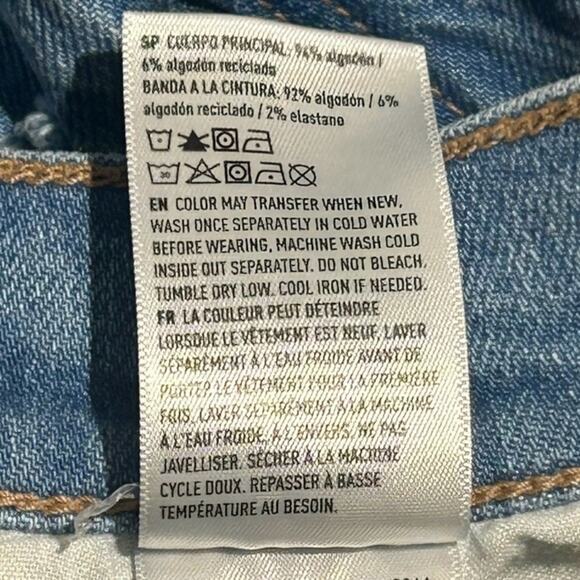 SP CUERPO PRINCIPAL: 94% algodón /
6% algodón reciclado
BANDA A LA CINTURA: 92% algodón / 6%
algodón reciclado / 2% elastano
30
EN COLOR MAY TRANSFER WHEN NEW,
WASH ONCE SEPARATELY IN COLD WATER
BEFORE WEARING, MACHINE WASH COLD
INSIDE OUT SEPARATELY. DO NOT BLEACH.
TUMBLE DRY LOW. COOL IRON IF NEEDED.
FR LA COULEUR PEUT DÉTEINDRE
LORSQUE LE VÊTEMENT EST NEUF, LAVER
SÉPARÉMENT À L'EAU FROIDE AVANT DE
PORTER LE VÊTEMENT POUR LA PREMIÈRE
FOIS. LAVER SÉPARÉMENT À LA MACHINE
À L'EAU FROIDE, À L'ENVERS. NE PAS
JAVELLISER. SÉCHER À LA MACHINE
CYCLE DOUX. REPASSER À BASSE
TEMPÉRATURE AU BESOIN.